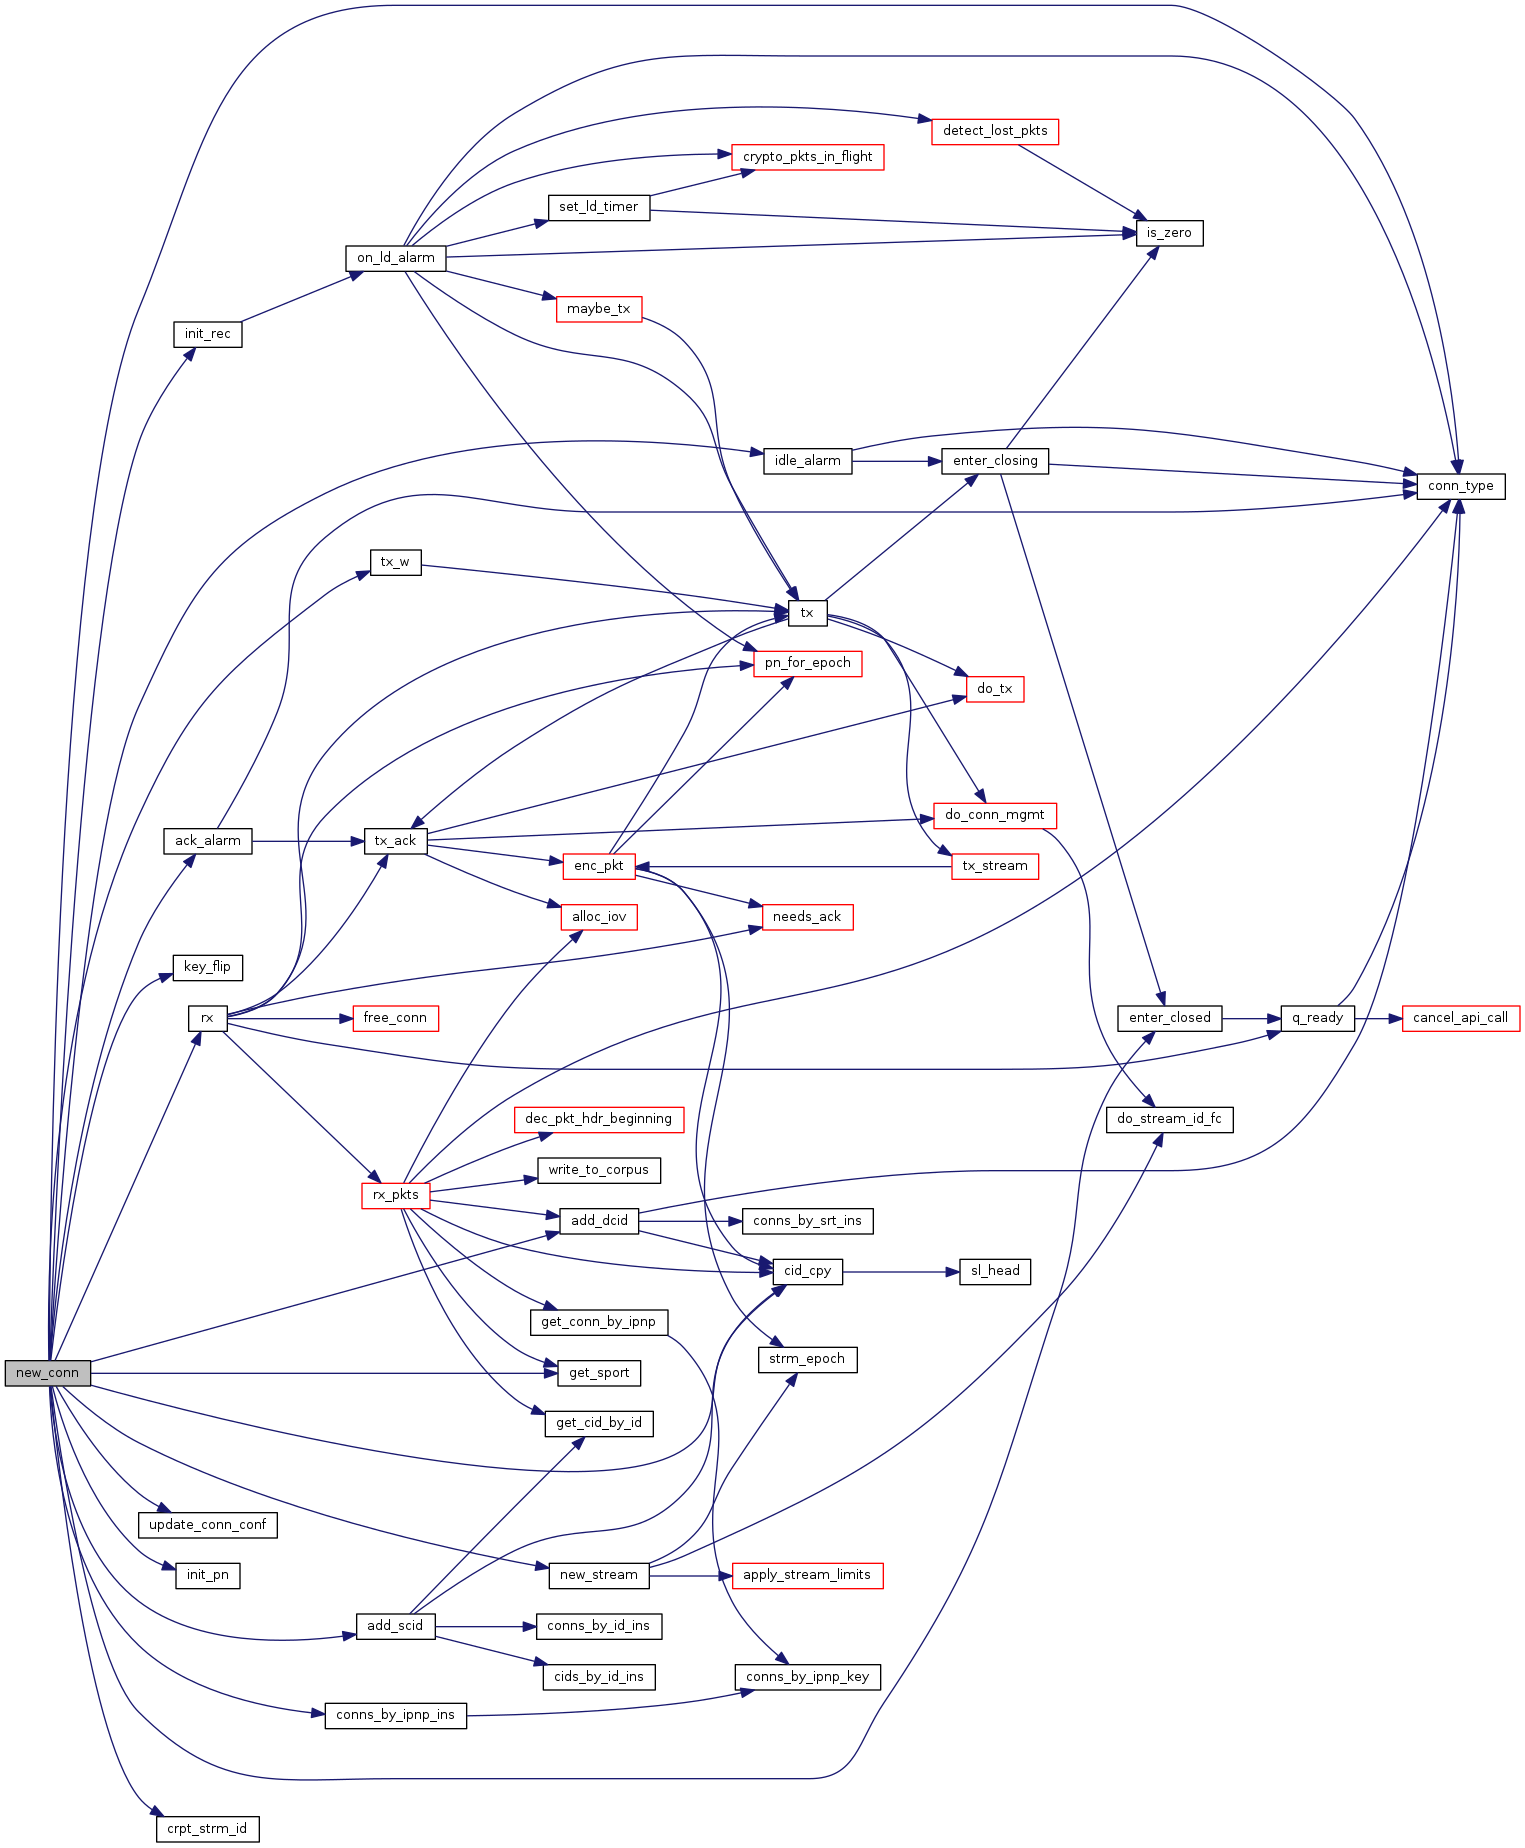 detect_lost_pkts
crypto_pkts_in_flight
set_ld_timer
is_zero
on_ld_alarm
maybe_tx
init_rec
idle_alarm
enter_closing
conn_type
tx_w
tx
pn_for_epoch
do_tx
do_conn_mgmt
ack_alarm
tx_ack
enc_pkt
tx_stream
alloc_iov
needs_ack
key_flip
rx
free_conn
enter_closed
q_ready
cancel_api_call
dec_pkt_hdr_beginning
do_stream_id_fc
write_to_corpus
rx_pkts
add_dcid
conns_by_srt_ins
cid_cpy
sl_head
get_conn_by_ipnp
strm_epoch
new_conn
get_sport
get_cid_by_id
update_conn_conf
init_pn
new_stream
apply_stream_limits
add_scid
conns_by_id_ins
cids_by_id_ins
conns_by_ipnp_key
conns_by_ipnp_ins
crpt_strm_id